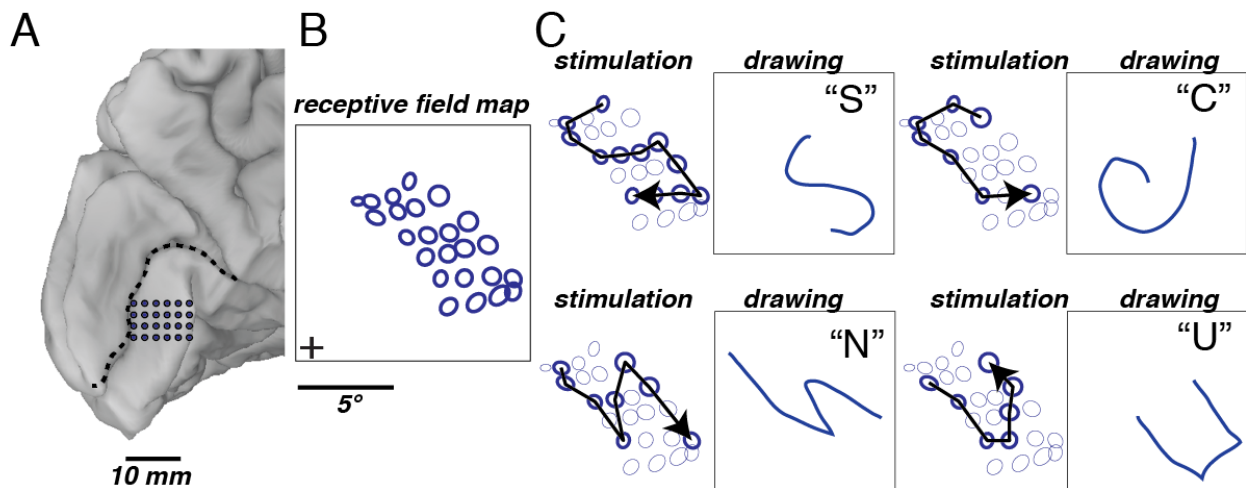 A
B
C
stimulation
drawing
stimulation
drawing
receptive field map
“S”
“C”
stimulation
drawing
stimulation
drawing
“N”
“U”
+
5°
10 mm